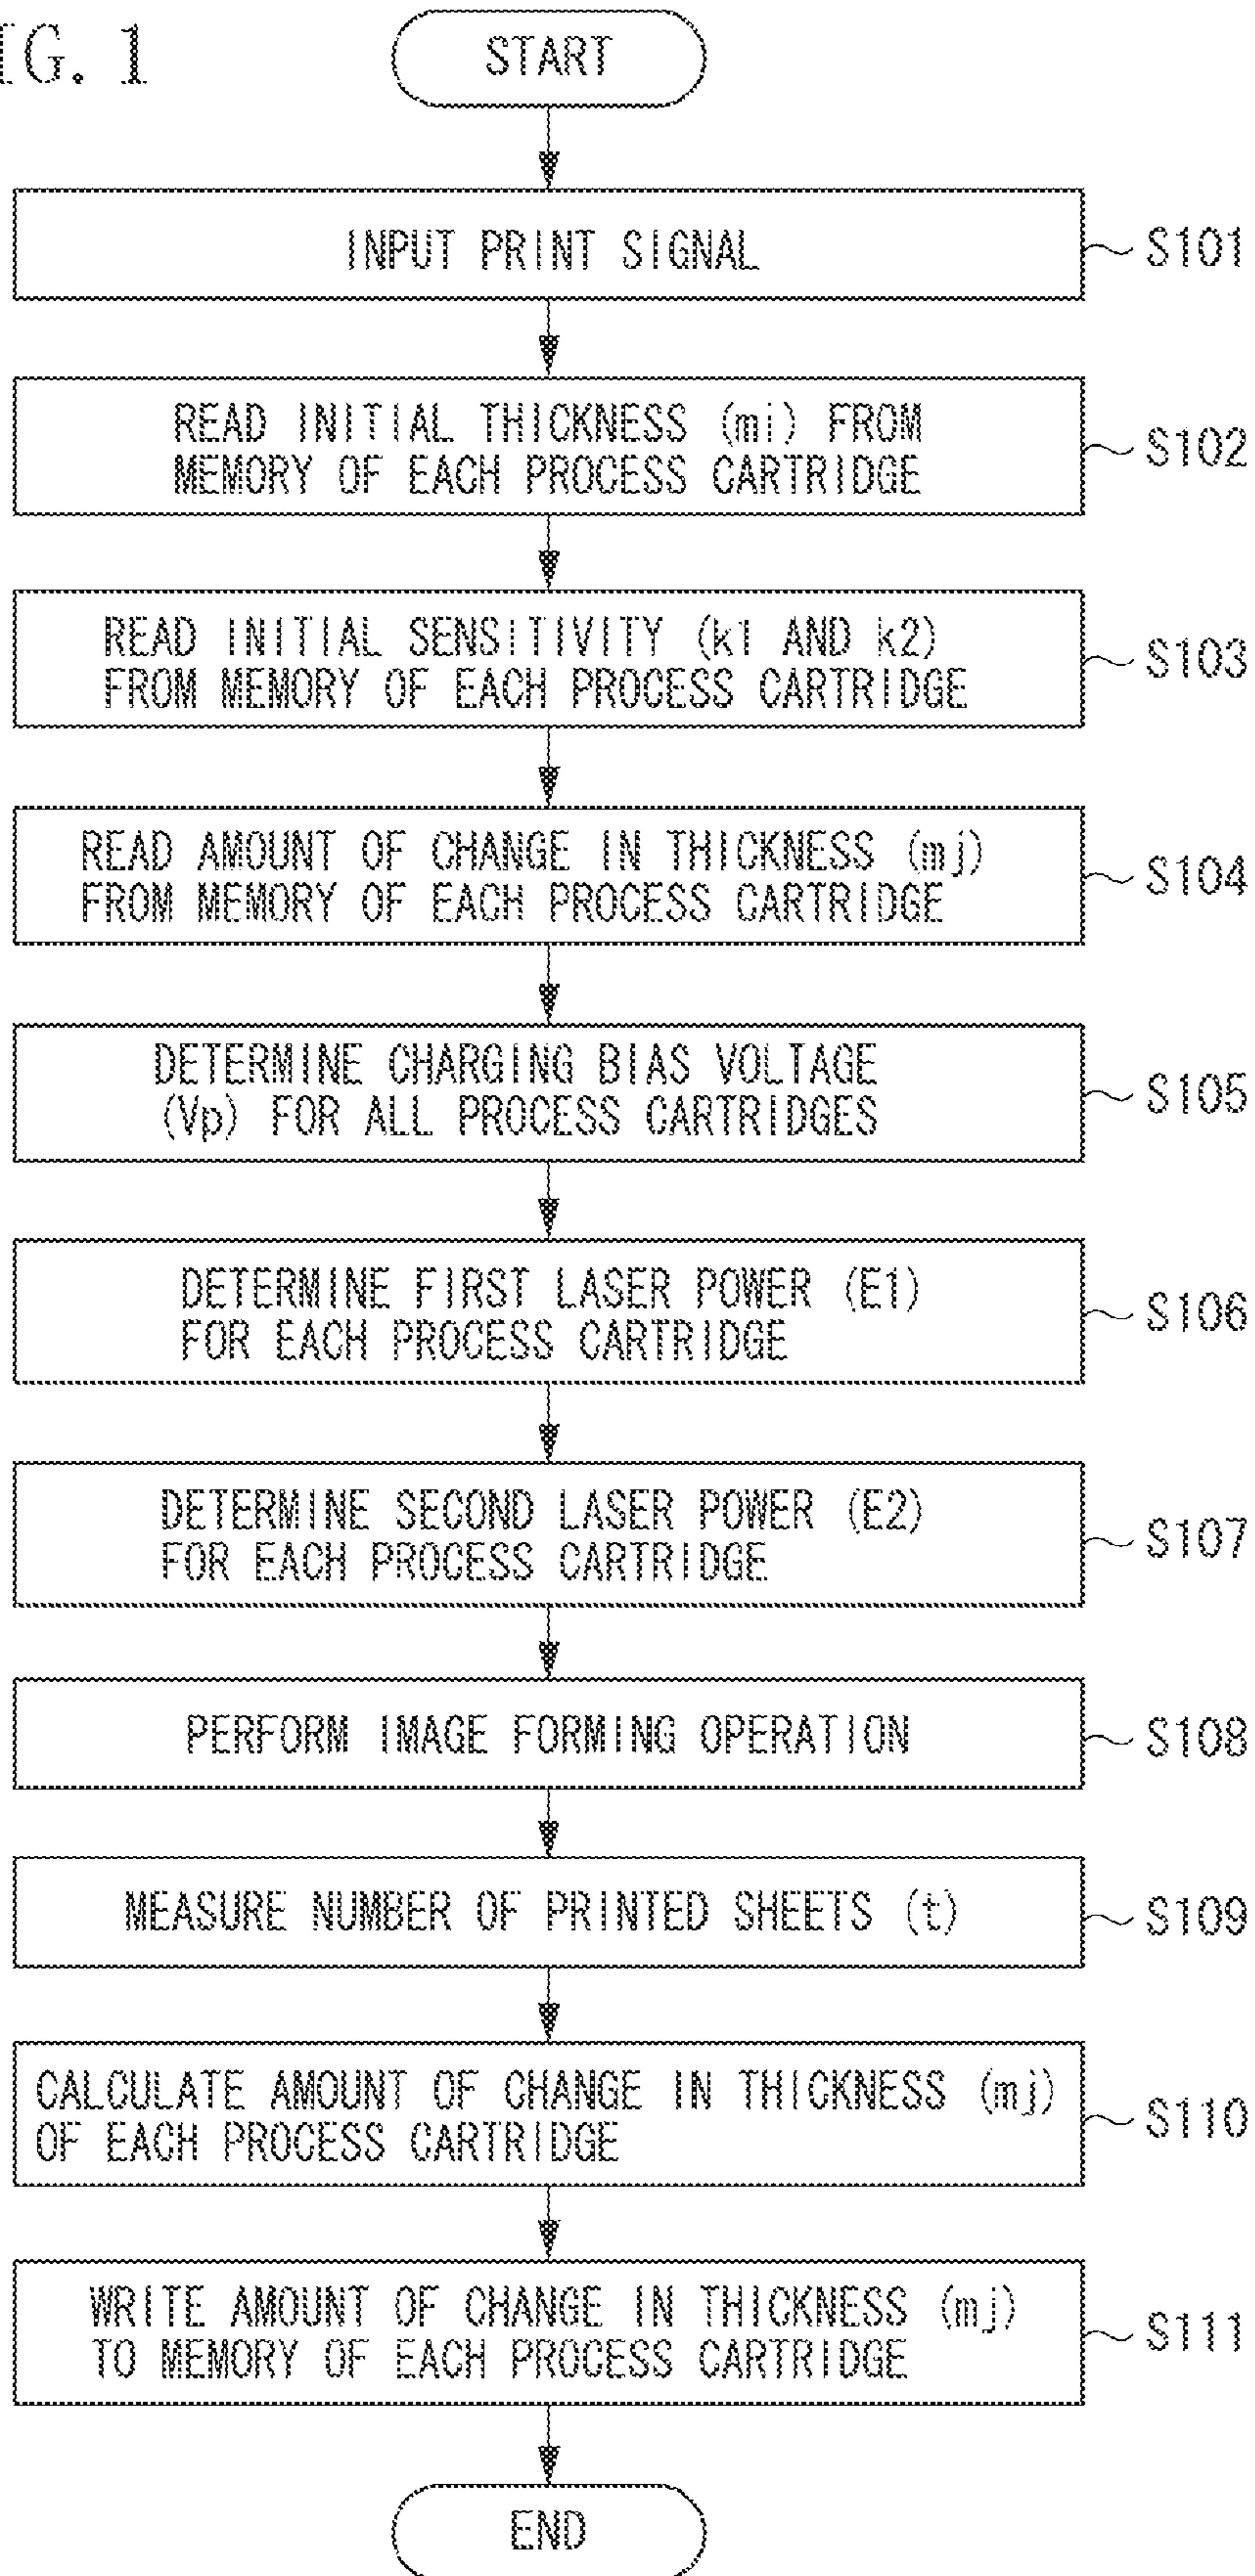 IG. 1
START
INPUT PRINT SIGNAL
S101
READ INITIAL THICKNESS (mi) FROM
MEMORY OF EACH PROCESS CARTRIDGE
S102
READ INITIAL SENSITIVITY (k1 AND k2)
FROM MEMORY OF EACH PROCESS CARTRIDGE
S103
READ AMOUNT OF CHANGE IN THICKNESS (mj)
FROM MEMORY OF EACH PROCESS CARTRIDGE
S104
DETERMINE CHARGING BIAS VOLTAGE
(Vp) FOR ALL PROCESS CARTRIDGES
S105
DETERMINE FIRST LASER POWER (E1)
FOR EACH PROCESS CARTRIDGE
S106
DETERMINE SECOND LASER POWER (E2)
FOR EACH PROCESS CARTRIDGE
S107
PERFORM IMAGE FORMING OPERATION
S108
MEASURE NUMBER OF PRINTED SHEETS (t)
S109
CALCULATE AMOUNT OF CHANGE IN THICKNESS (mj)
OF EACH PROCESS CARTRIDGE
S110
WRITE AMOUNT OF CHANGE IN THICKNESS (mj)
TO MEMORY OF EACH PROCESS CARTRIDGE
S111
END